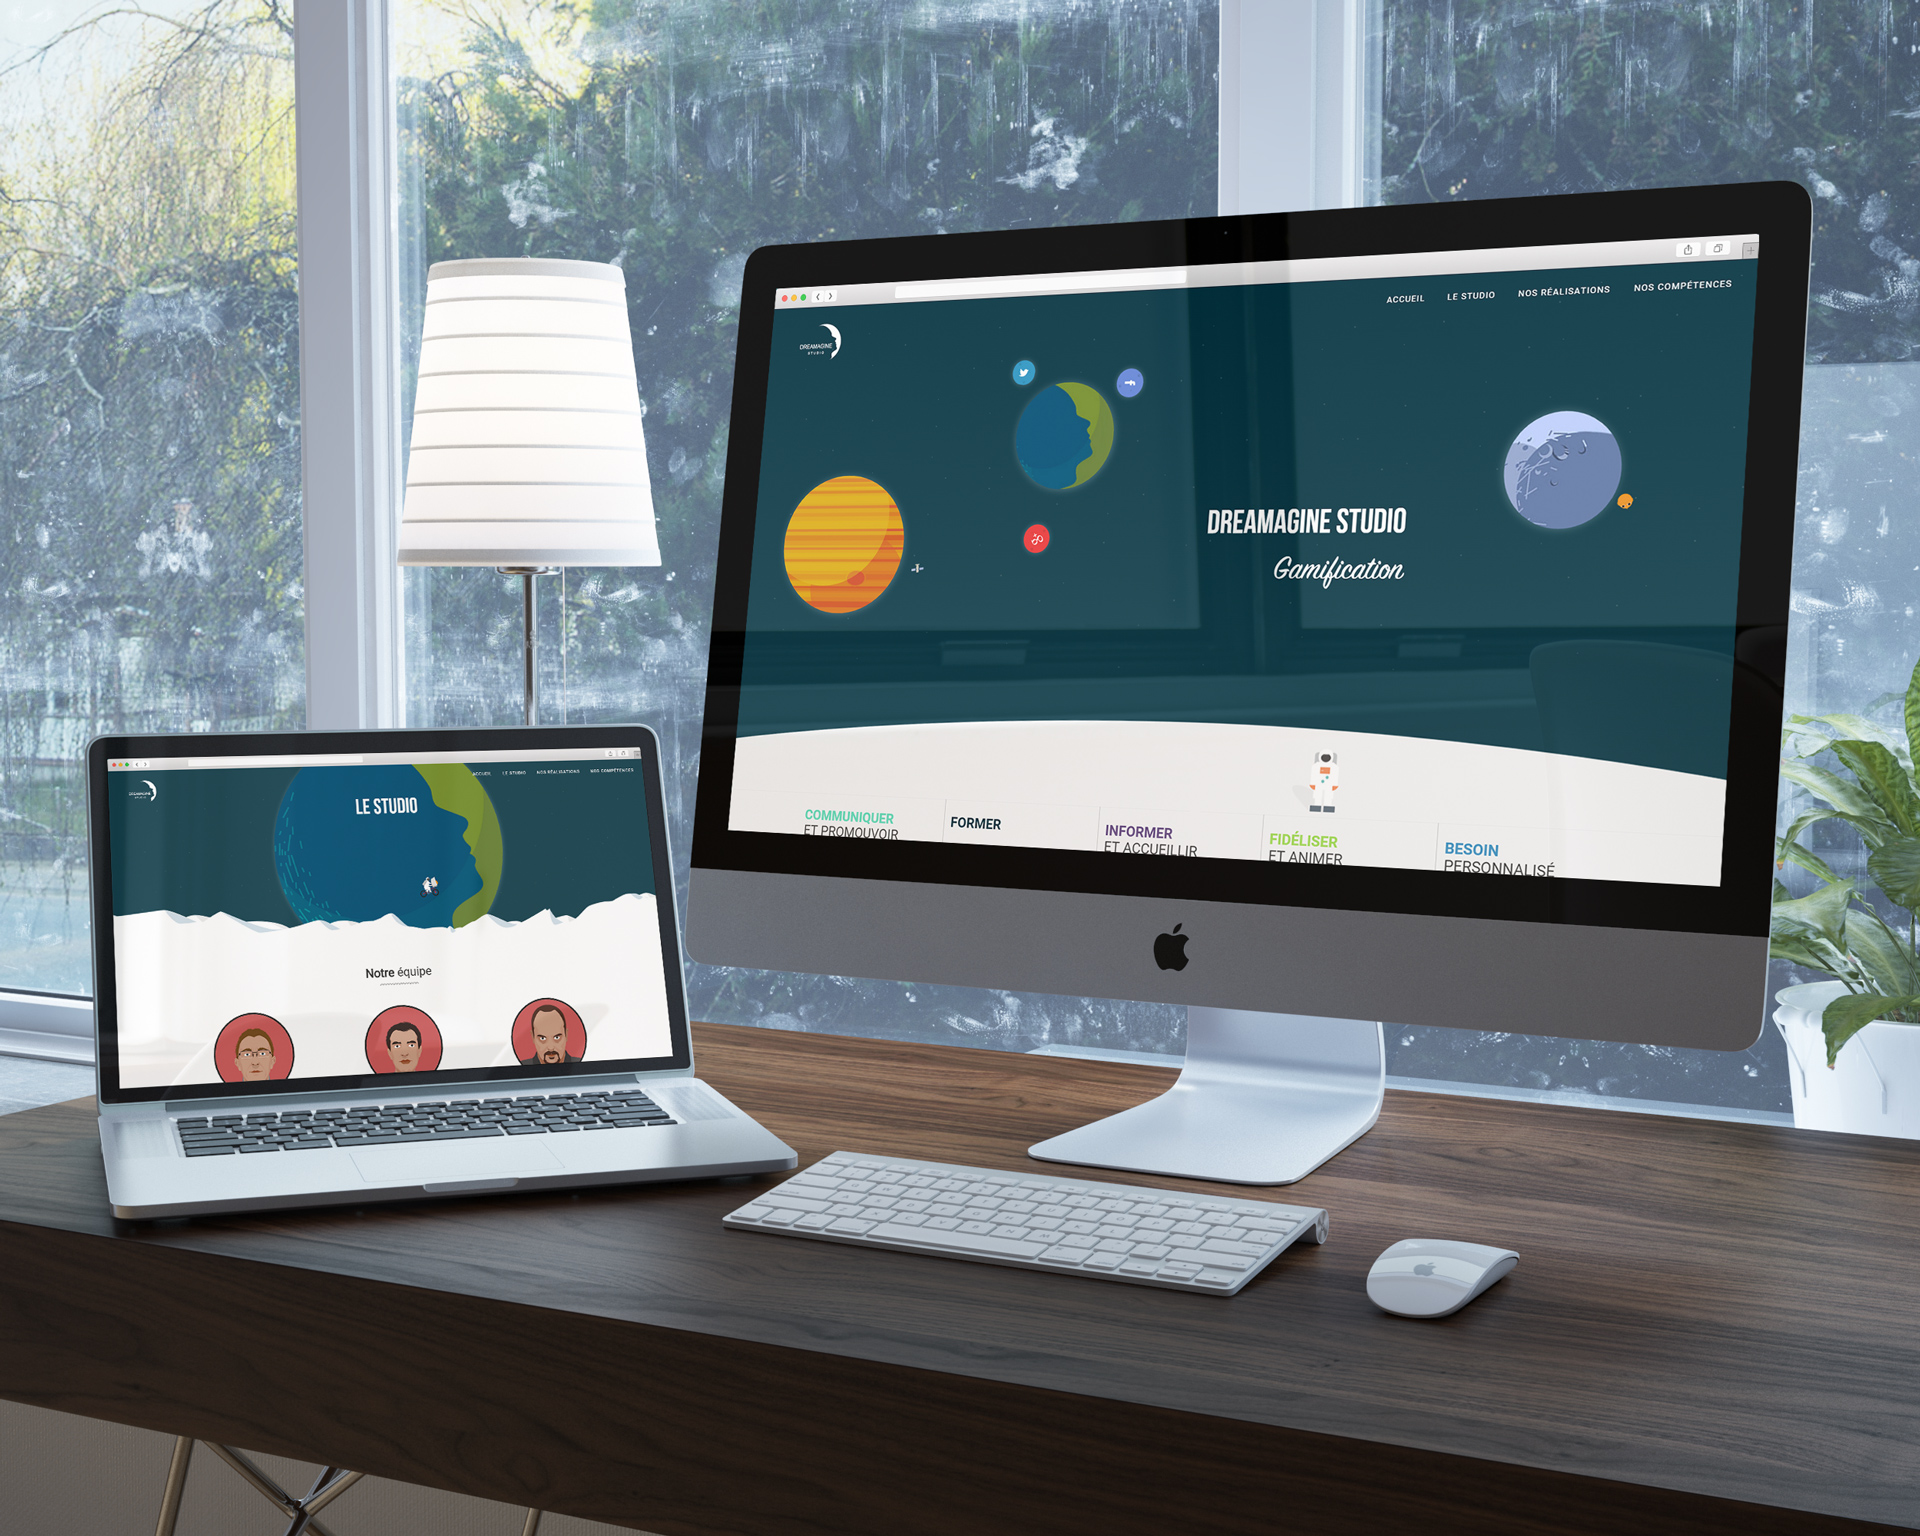 ACCUEIL
LE STUDIO
NOS RÉALISATIONS
NOS COMPÉTENCES
DREAMAGINE
STUDIO
DREAMAGINE STUDIO
Gamification
COMMUNIQUER
ET PROMOUVOIR
FORMER
INFORMER
ET ACCUEILLIR
FIDÉLISER
ET ANIMER
BESOIN
PERSONNALISÉ
ACCUEIL
LE STUDIO
NOS RÉALISATIONS
NOS COMPÉTENCES
DREAMAGINE
STUDIO
LE STUDIO
Notre équipe